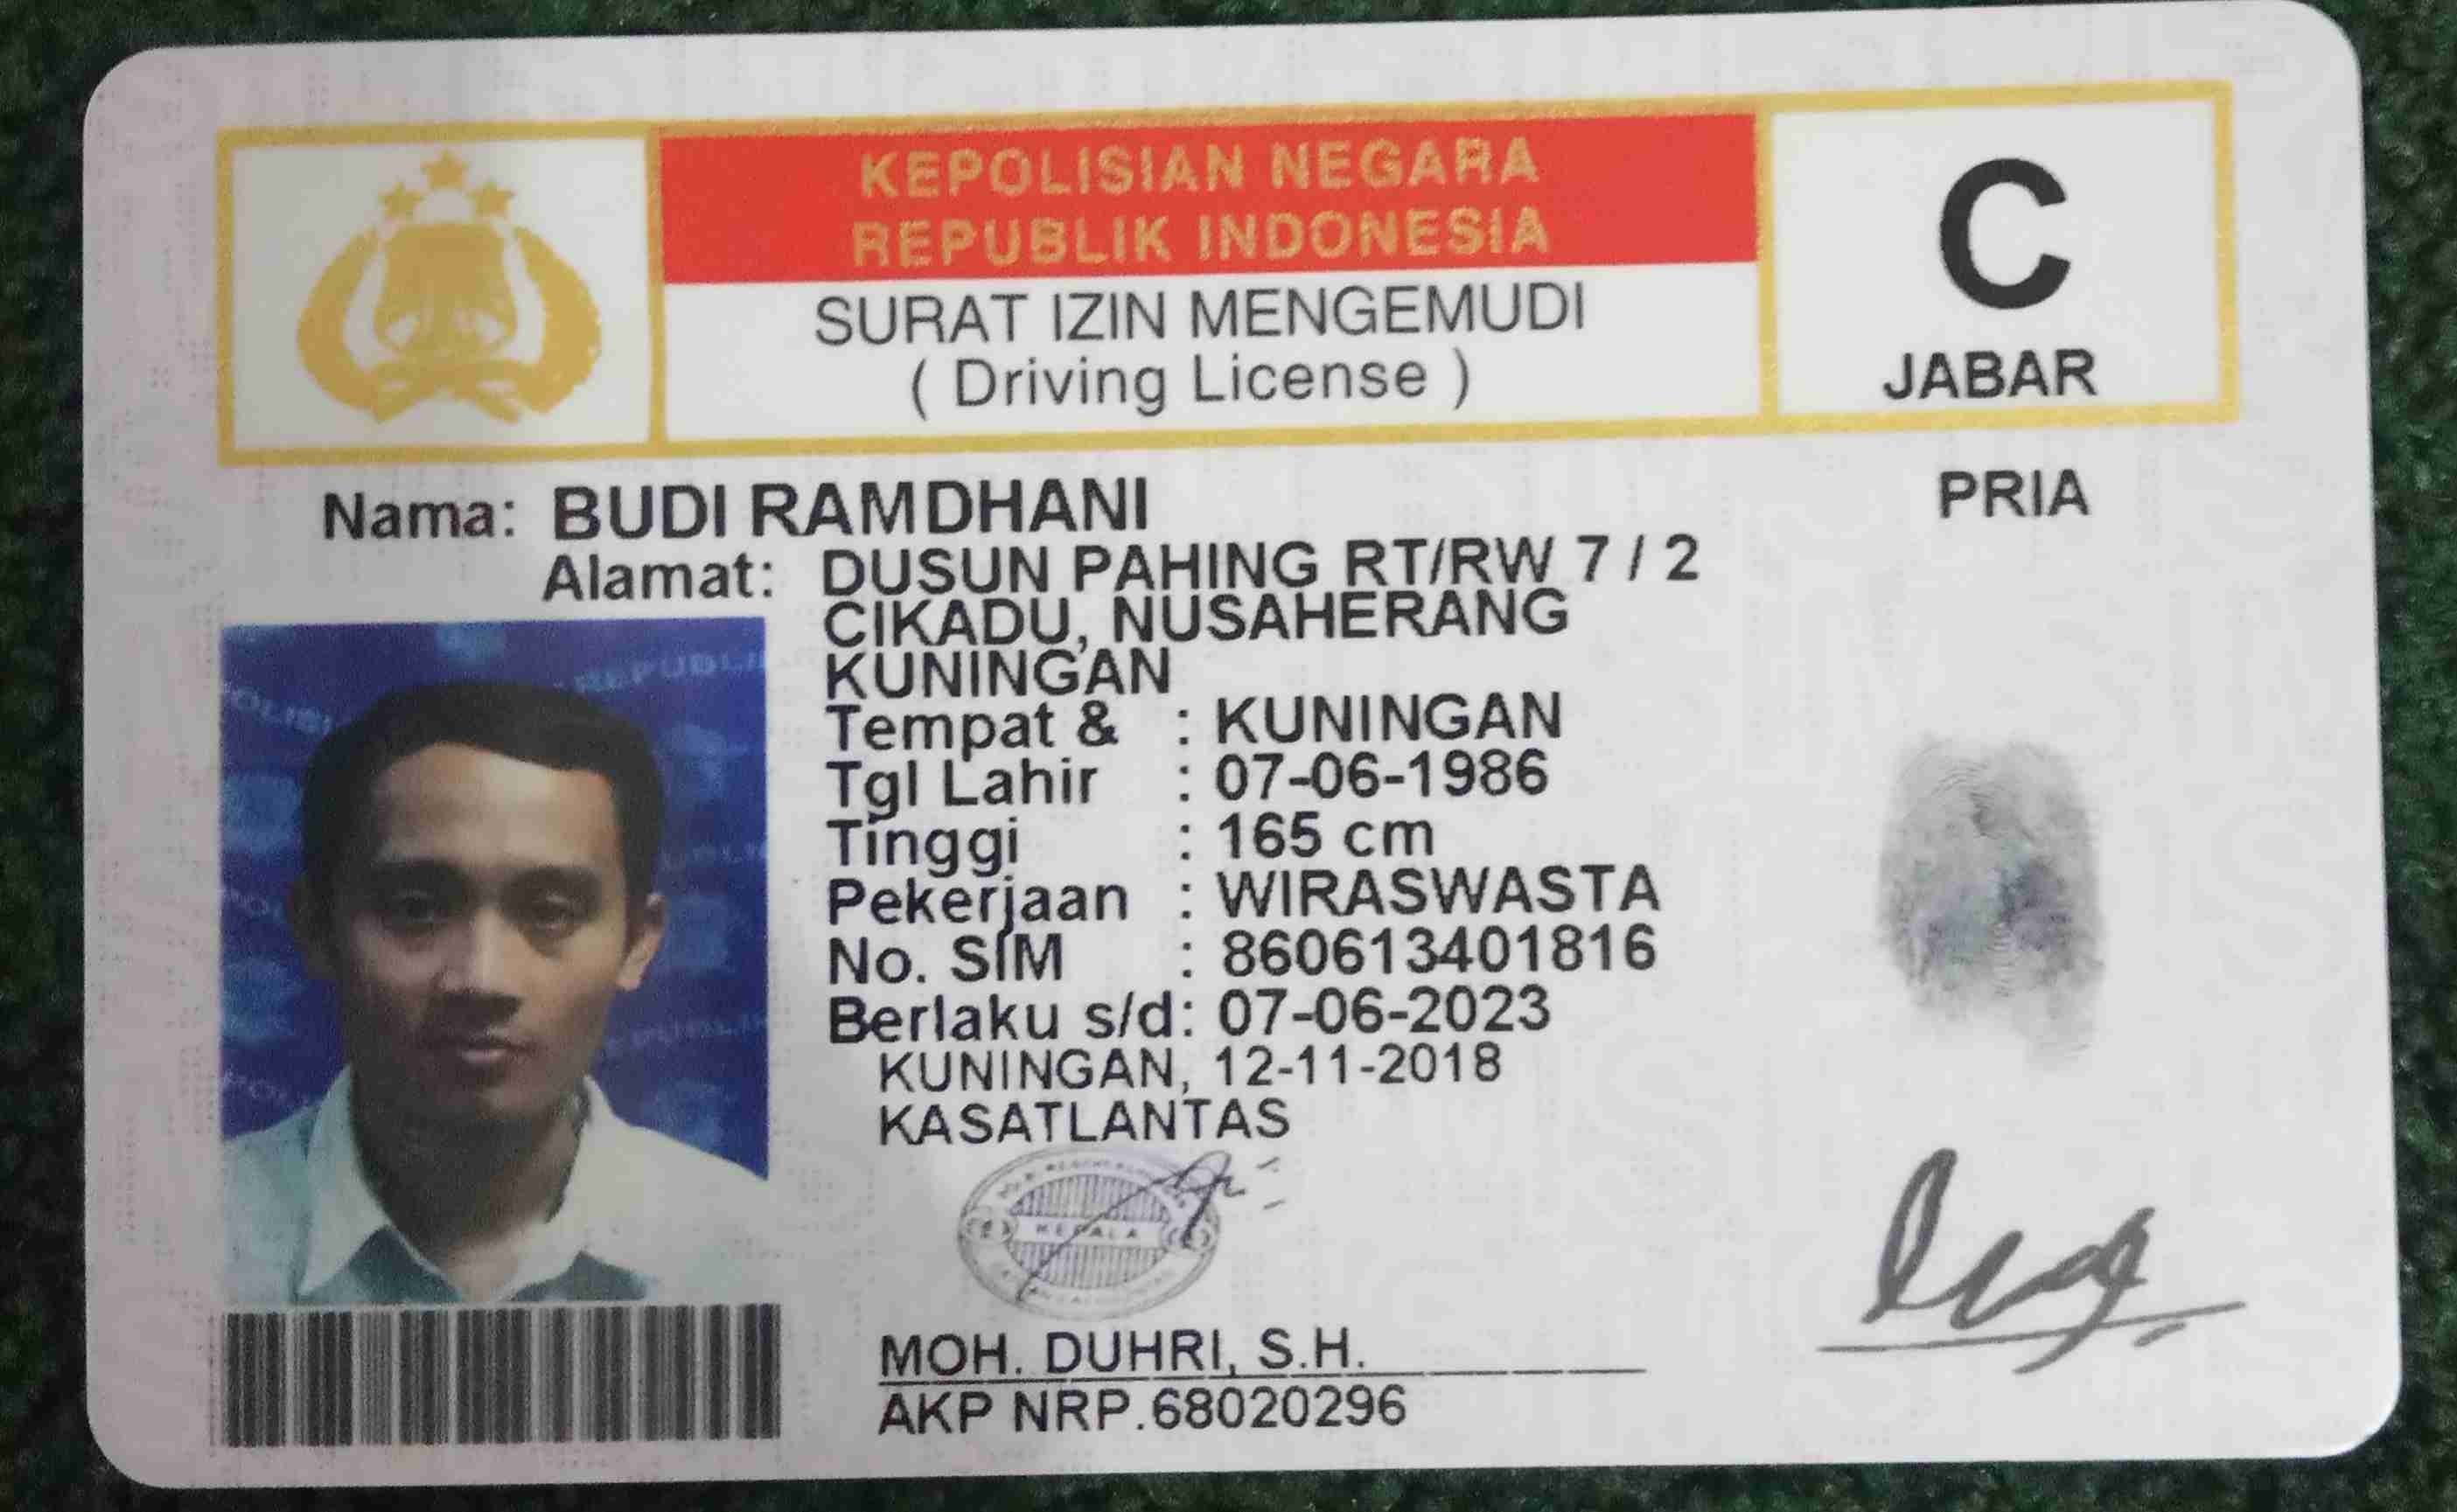 KEPOLISIAN NEGARA
REPUBLIK INDONESIA
SURAT IZIN MENGEMUDI
( Driving License )
C
JABAR
Nama: BUDI RAMDHANI
PRIA
Alamat: DUSUN PAHING RT/RW 7 / 2
CIKADU, NUSAHERANG
KUNINGAN
Tempat & : KUNINGAN
Tgl Lahir : 07-06-1986
Tinggi : 165 cm
Pekerjaan : WIRASWASTA
No. SIM : 860613401816
Berlaku s/d: 07-06-2023
KUNINGAN, 12-11-2018
KASATLANTAS
KEPALA
MOH. DUHRI, S.H.
AKP NRP.68020296